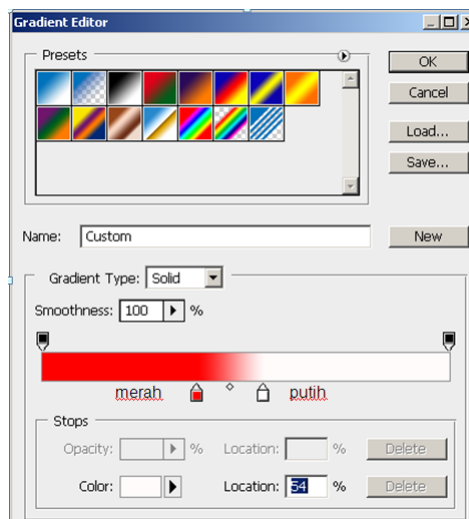 Gradient Editor
Presets
OK
Cancel
Load...
Save...
Name: Custom
New
Gradient Type: Solid
Smoothness: 100 %
merah putih
Stops
Opacity: % Location: % Delete
Color: Location: 54 % Delete